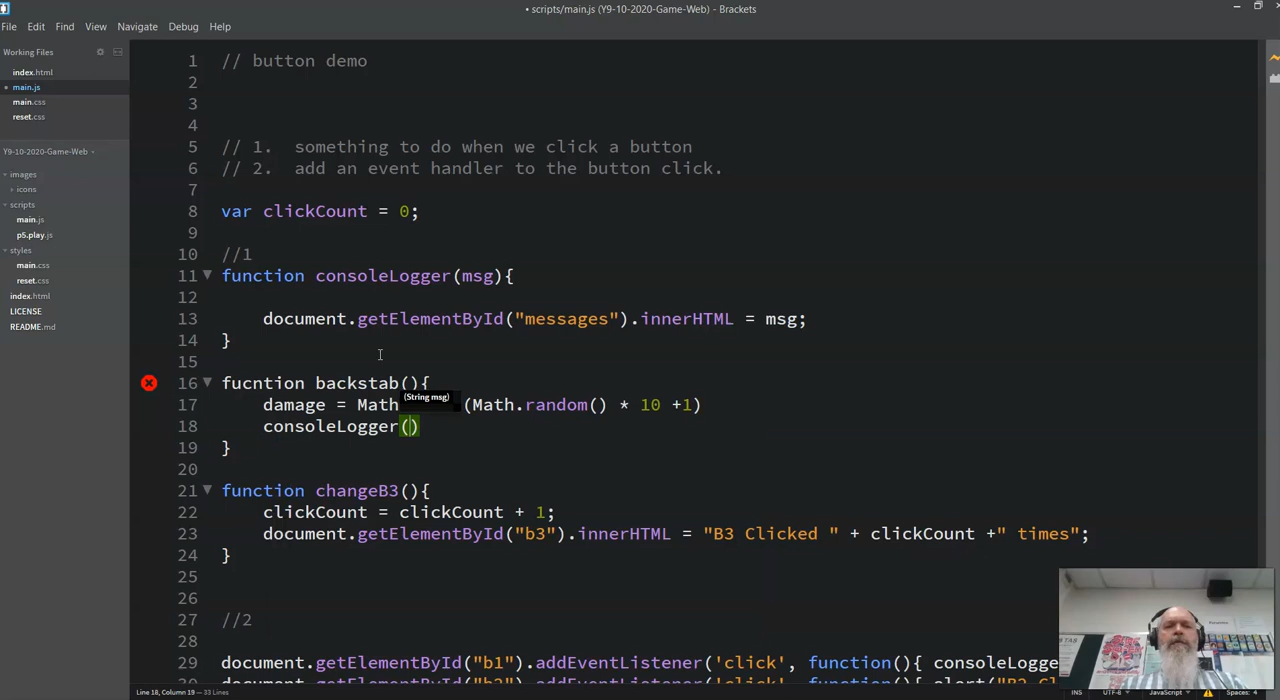 • scripts/main.js (Y9-10-2020-Game-Web) - Brackets
File Edit Find View Navigate Debug Help
Working Files
index.html
• main.js
main.css
reset.css
Y9-10-2020-Game-Web
images
icons
scripts
main.js
p5.play.js
styles
main.css
reset.css
index.html
LICENSE
README.md
1 // button demo
2
3
4
5 // 1. something to do when we click a button
6 // 2. add an event handler to the button click.
7
8 var clickCount = 0;
9
10 //1
11 function consoleLogger(msg){
12
13 document.getElementById("messages").innerHTML = msg;
14 }
15
16 fucntion backstab(){
(String msg)
17 damage = Math (Math.random() * 10 +1)
18 consoleLogger()
19 }
20
21 function changeB3(){
22 clickCount = clickCount + 1;
23 document.getElementById("b3").innerHTML = "B3 Clicked " + clickCount +" times";
24 }
25
26
27 //2
28
29 document.getElementById("b1").addEventListener('click', function(){ consoleLogge
Line 18, Column 19 — 33 Lines
INS UTF-8 JavaScript Spaces: 4